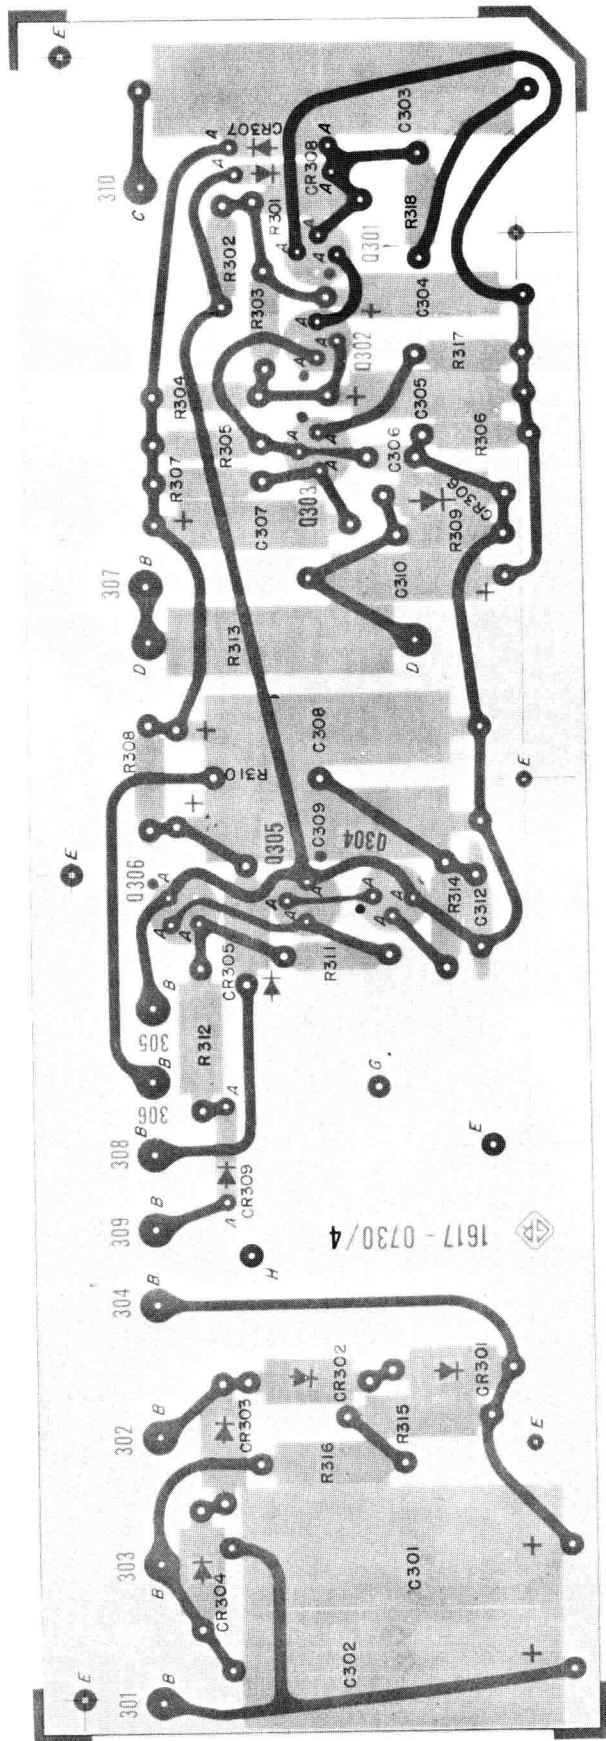 E
C
310
A
CR307
A
C303
A
CR308
A
R301
R302
A
A
A
Q301
R318
R303
A
A
C304
+
Q302
A
A
R317
R304
R305
+
C305
A
A
R306
R307
C306
Q303
C307
+
CR306
R309
307
B
C310
+
D
R313
D
R308
+
C308
R310
+
C309
E
E
Q305
Q304
Q306
A
A
A
A
A
A
A
A
R314
C312
CR305
R311
B
305
R312
B
306
G
A
308
B
E
CR309
309
B
A
H
1617-0730/4
GR
304
B
CR302
CR301
302
B
CR303
R315
R316
E
303
B
CR304
C301
+
C302
+
301
B
E